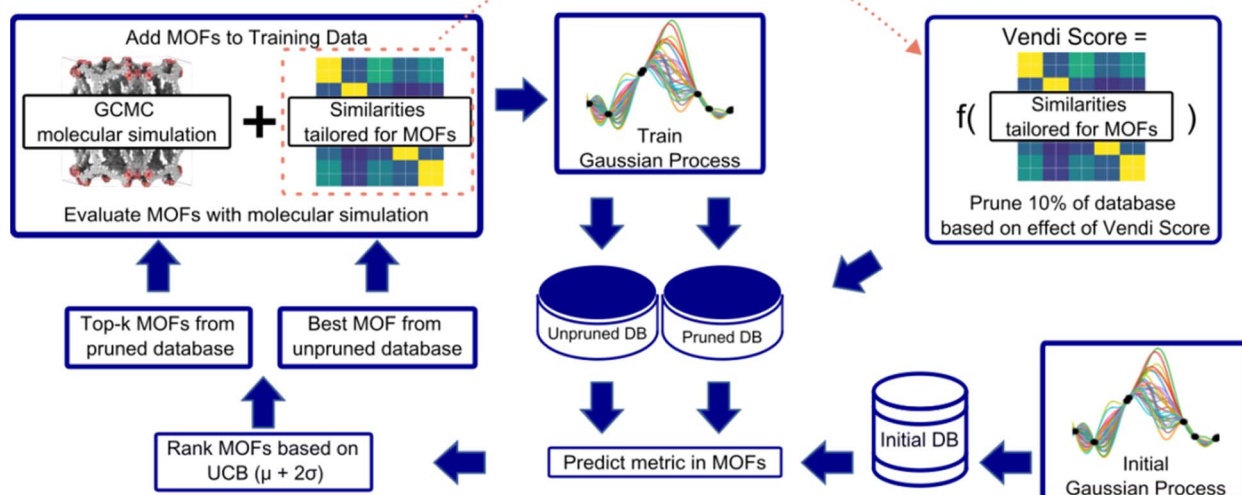 Add MOFs to Training Data
GCMC
molecular simulation
+
Similarities
tailored for MOFs
Evaluate MOFs with molecular simulation
Train
Gaussian Process
Vendi Score =
f(
Similarities
tailored for MOFs
)
Prune 10% of database
based on effect of Vendi Score
Top-k MOFs from
pruned database
Best MOF from
unpruned database
Unpruned DB
Pruned DB
Rank MOFs based on
UCB (μ + 2σ)
Predict metric in MOFs
Initial DB
Initial
Gaussian Process